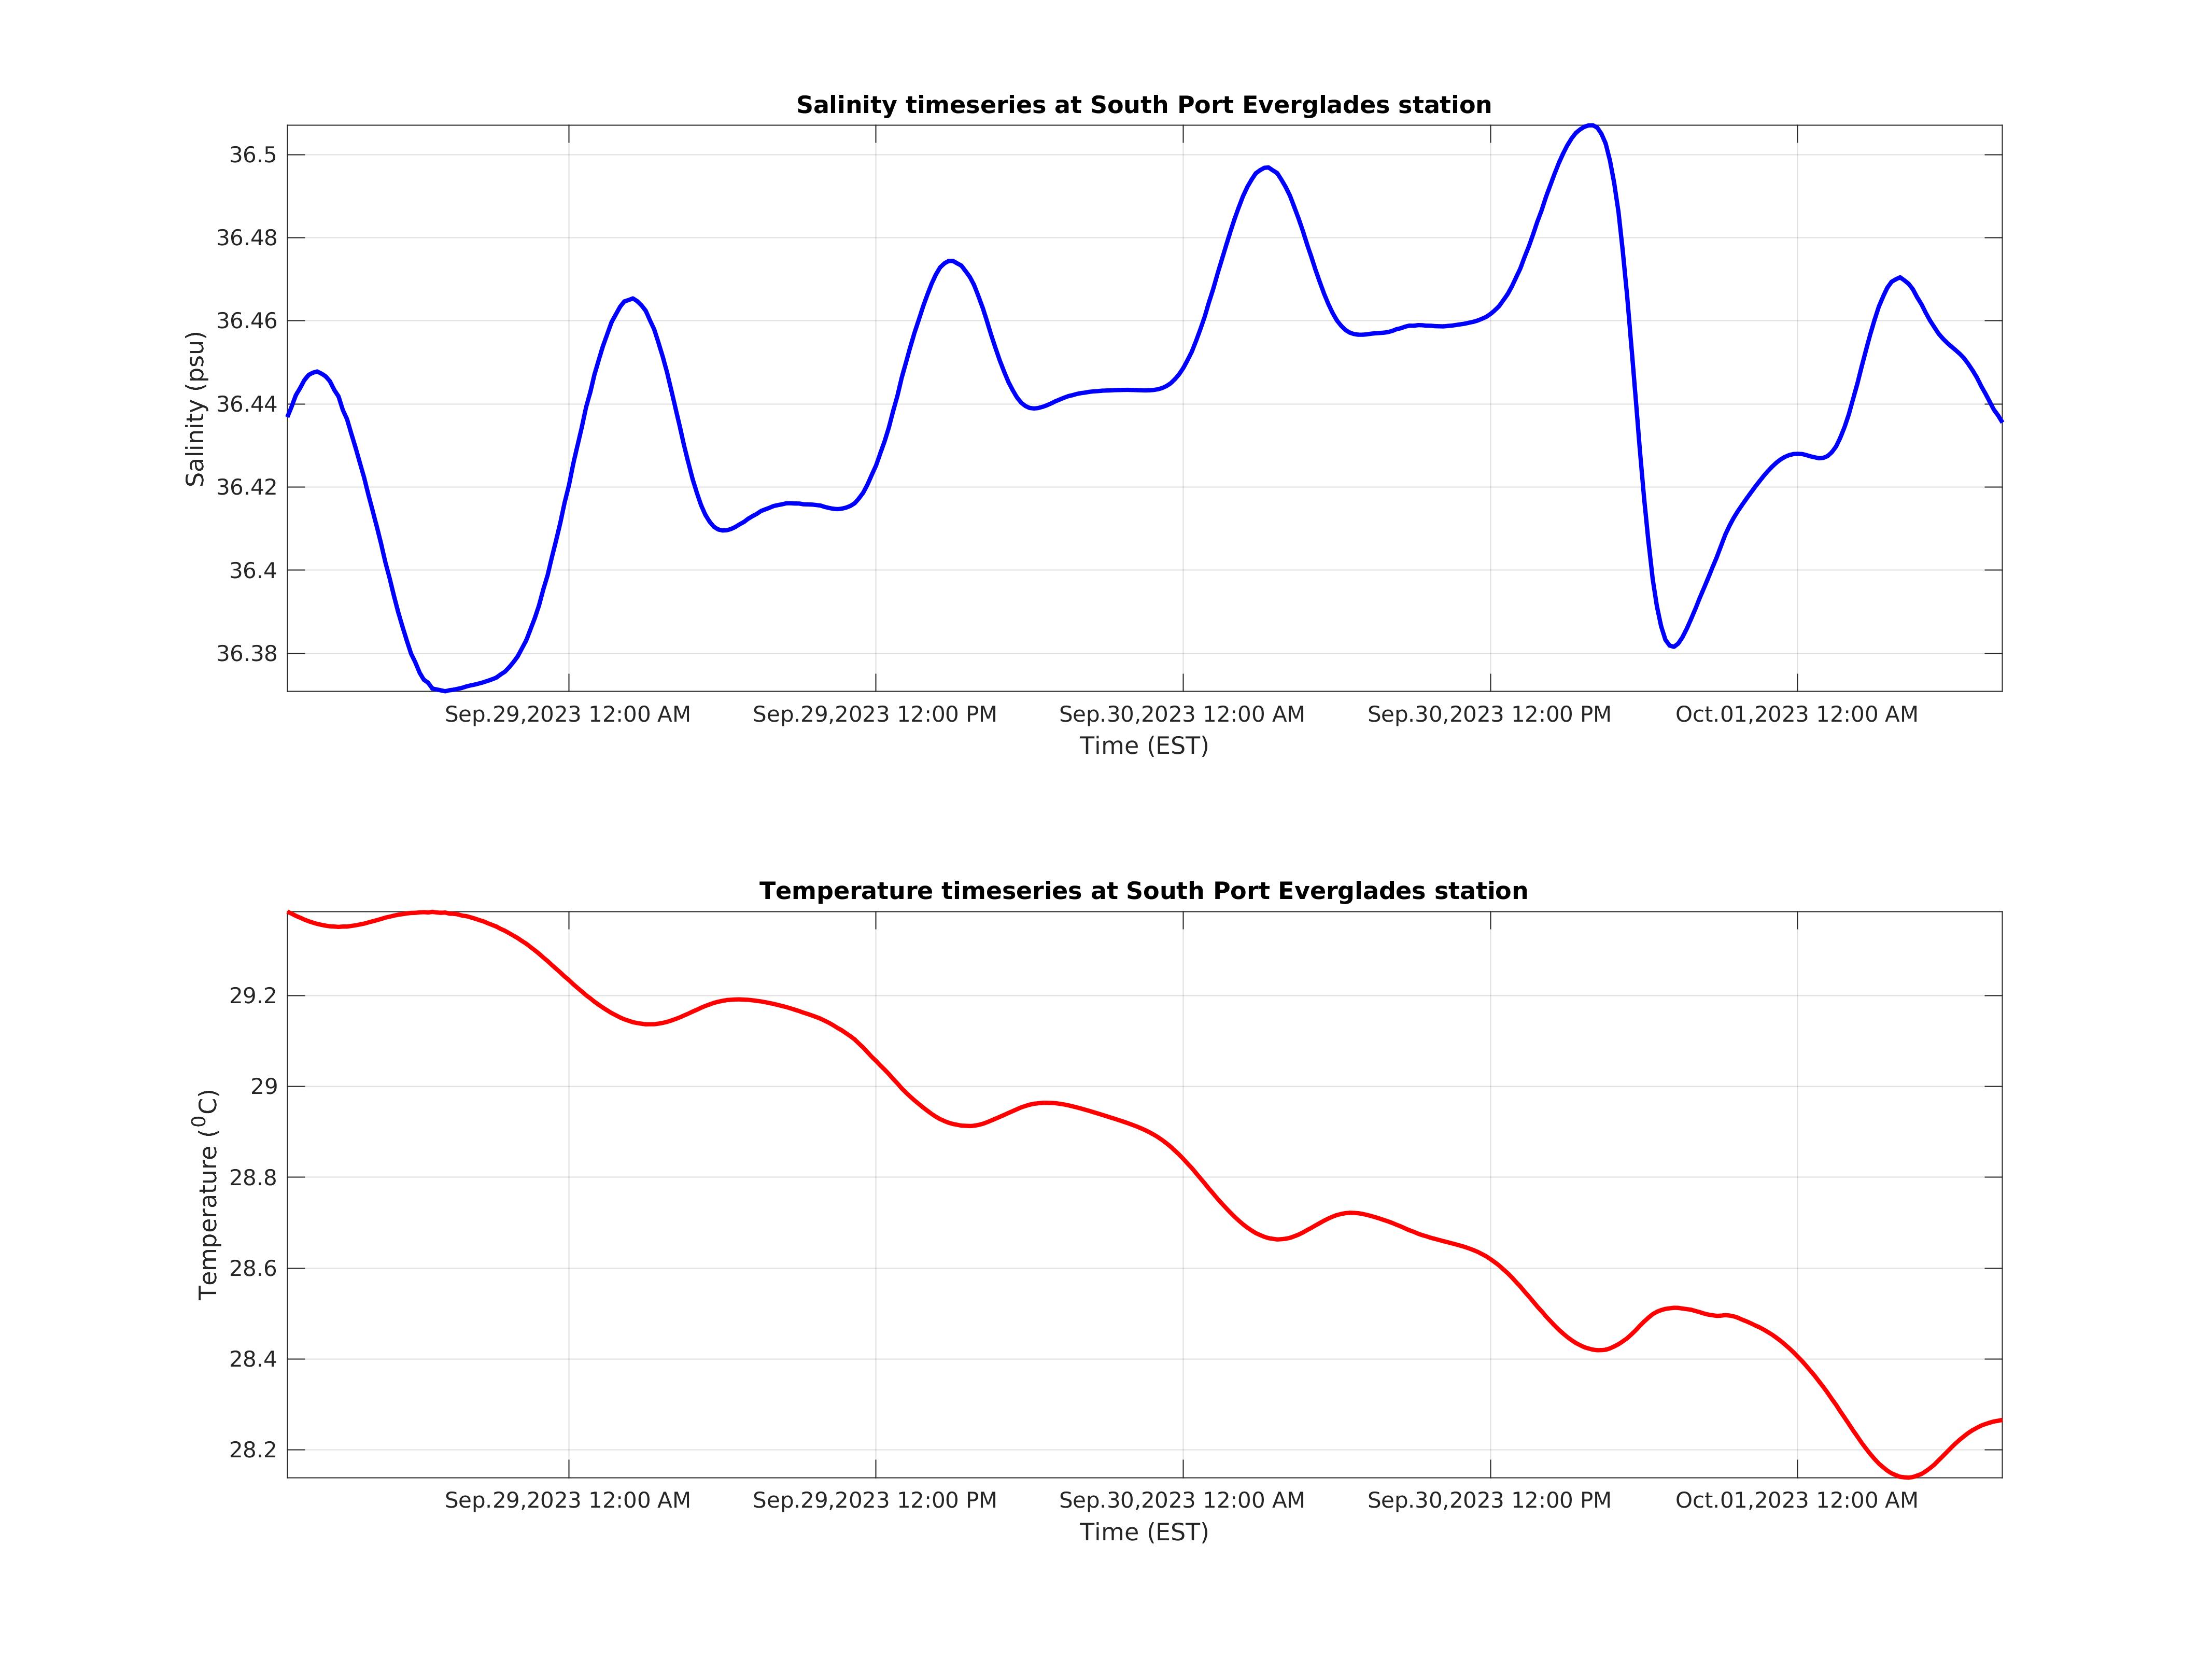 Salinity timeseries at South Port Everglades station
36.5
36.48
36.46
36.44
36.42
36.4
36.38
Salinity (psu)
Sep.29,2023 12:00 AM Sep.29,2023 12:00 PM Sep.30,2023 12:00 AM Sep.30,2023 12:00 PM Oct.01,2023 12:00 AM
Time (EST)
Temperature timeseries at South Port Everglades station
29.2
29
28.8
28.6
28.4
28.2
Temperature (⁰C)
Sep.29,2023 12:00 AM Sep.29,2023 12:00 PM Sep.30,2023 12:00 AM Sep.30,2023 12:00 PM Oct.01,2023 12:00 AM
Time (EST)